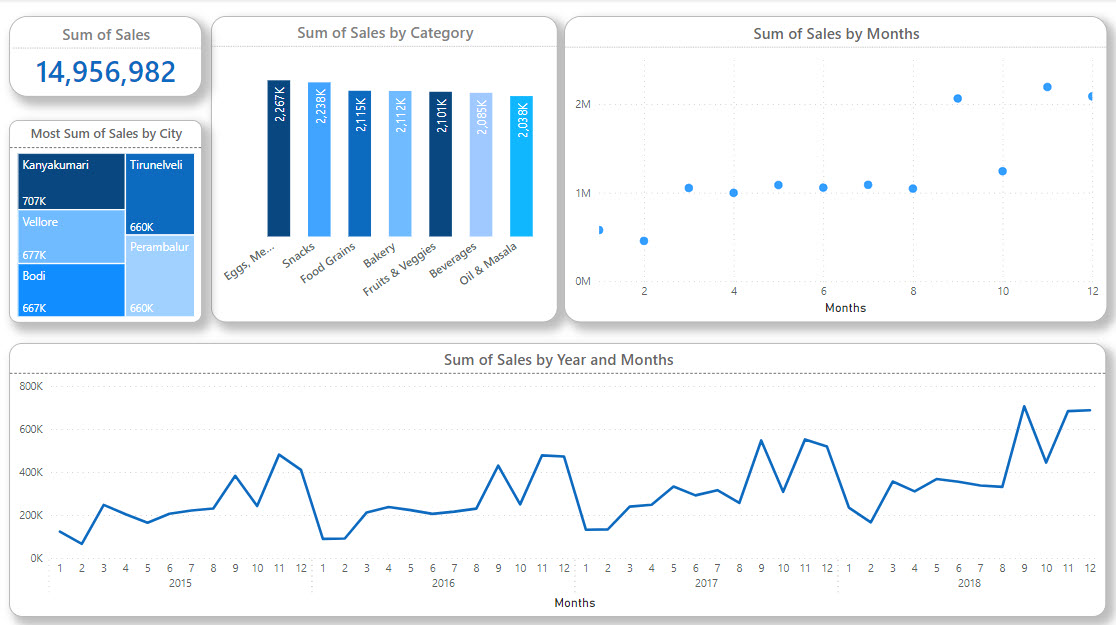 Sum of Sales
14,956,982
Most Sum of Sales by City
Kanyakumari
707K
Vellore
677K
Bodi
667K
Tirunelveli
660K
Perambalur
660K
Sum of Sales by Category
2,267K
2,238K
2,115K
2,112K
2,101K
2,085K
2,038K
Eggs, Me...
Snacks
Food Grains
Bakery
Fruits & Veggies
Beverages
Oil & Masala
Sum of Sales by Months
2M
1M
0M
2 4 6 8 10 12
Months
Sum of Sales by Year and Months
800K
600K
400K
200K
0K
1 2 3 4 5 6 7 8 9 10 11 12 1 2 3 4 5 6 7 8 9 10 11 12 1 2 3 4 5 6 7 8 9 10 11 12 1 2 3 4 5 6 7 8 9 10 11 12
2015 2016 2017 2018
Months